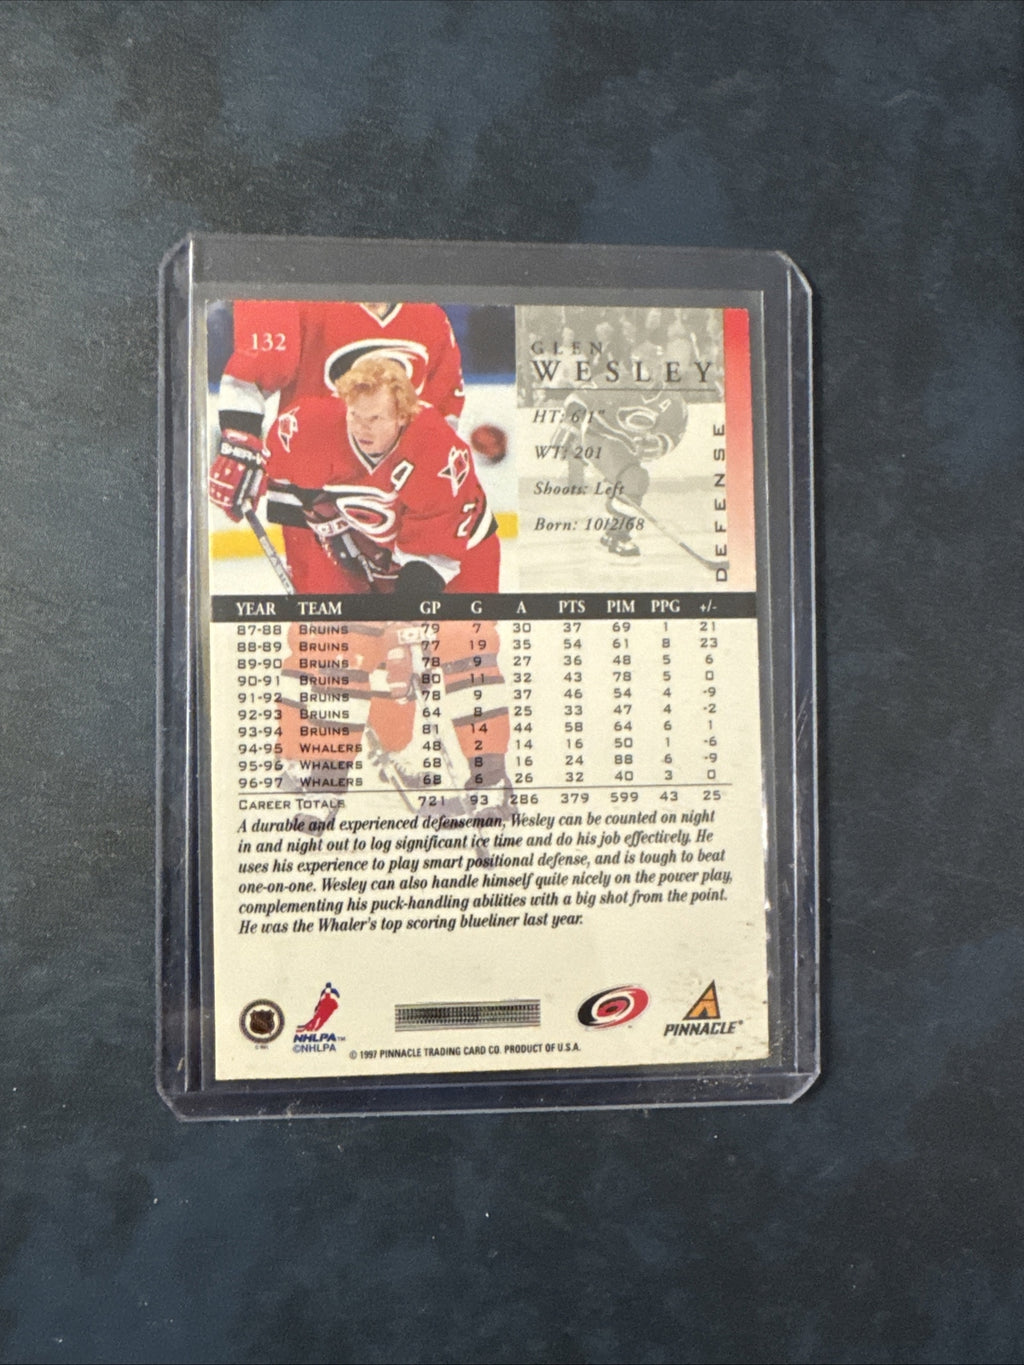 132
GLEN
WESLEY
HT: 6'1"
WT: 201
Shoots: Left
Born: 10/2/68
DEFENSE
SHER-W
A
2
YEAR TEAM GP G A PTS PIM PPG +/-
87-88 BRUINS 79 7 30 37 69 1 21
88-89 BRUINS 77 19 35 54 61 8 23
89-90 BRUINS 78 9 27 36 48 5 6
90-91 BRUINS 80 11 32 43 78 5 0
91-92 BRUINS 78 9 37 46 54 4 -9
92-93 BRUINS 64 8 25 33 47 4 -2
93-94 BRUINS 81 14 44 58 64 6 1
94-95 WHALERS 48 2 14 16 50 1 -6
95-96 WHALERS 68 8 16 24 88 6 -9
96-97 WHALERS 68 6 26 32 40 3 0
CAREER TOTALS 721 93 286 379 599 43 25
A durable and experienced defenseman, Wesley can be counted on night
in and night out to log significant ice time and do his job effectively. He
uses his experience to play smart positional defense, and is tough to beat
one-on-one. Wesley can also handle himself quite nicely on the power play,
complementing his puck-handling abilities with a big shot from the point.
He was the Whaler's top scoring blueliner last year.
NHLPA™
©NHLPA
© 1997 PINNACLE TRADING CARD CO. PRODUCT OF U.S.A.
PINNACLE®